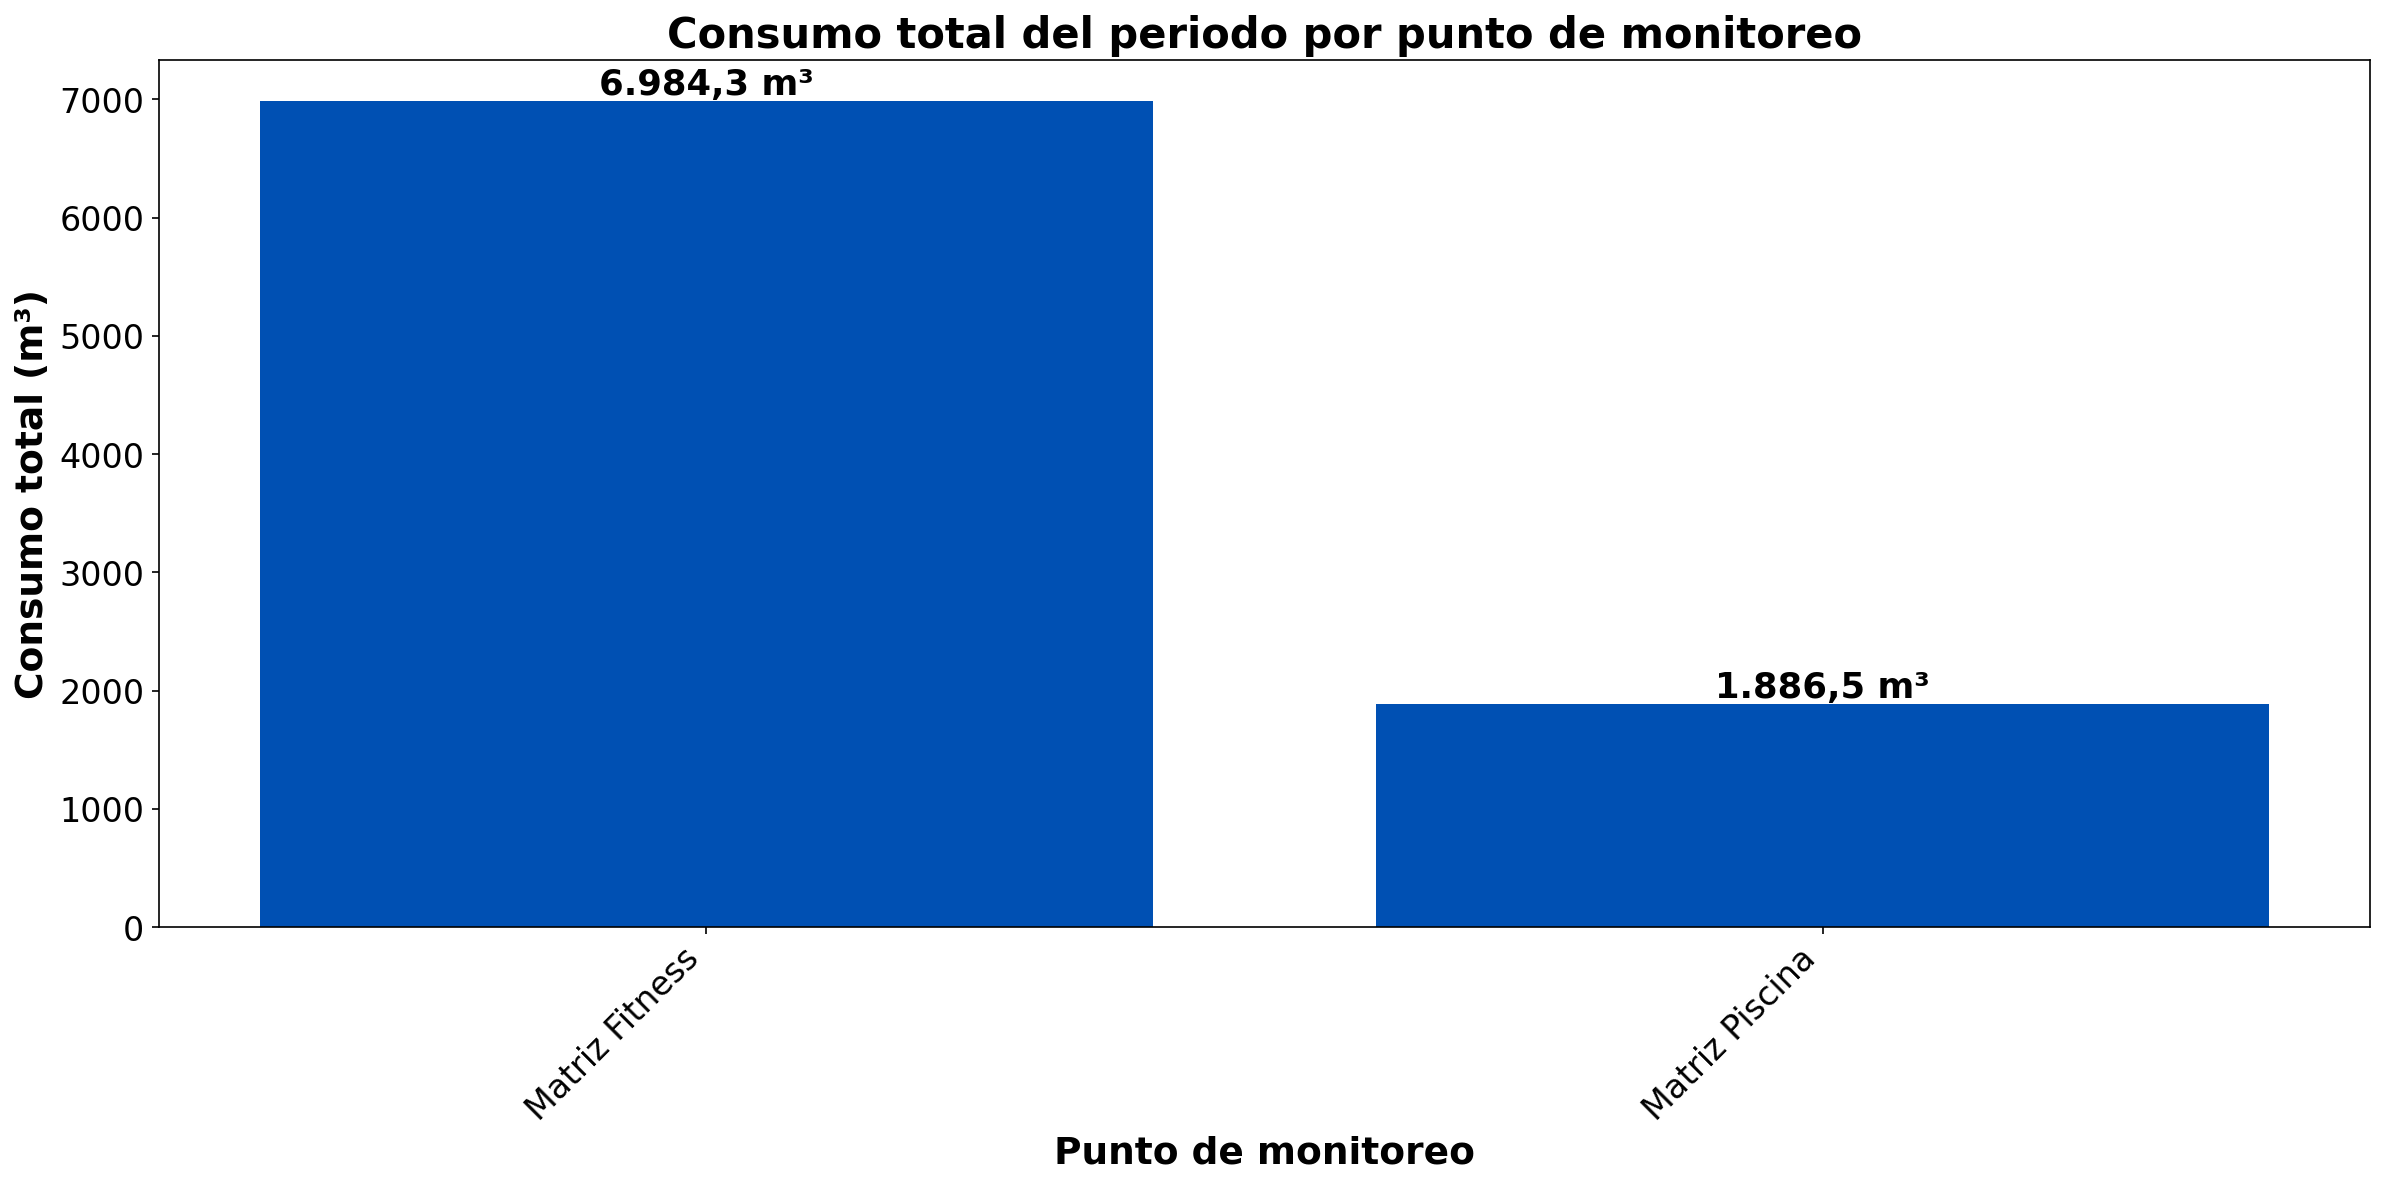 Consumo total del periodo por punto de monitoreo
6.984,3 m³
1.886,5 m³
Consumo total (m³)
7000
6000
5000
4000
3000
2000
1000
0
Matriz Fitness
Matriz Piscina
Punto de monitoreo